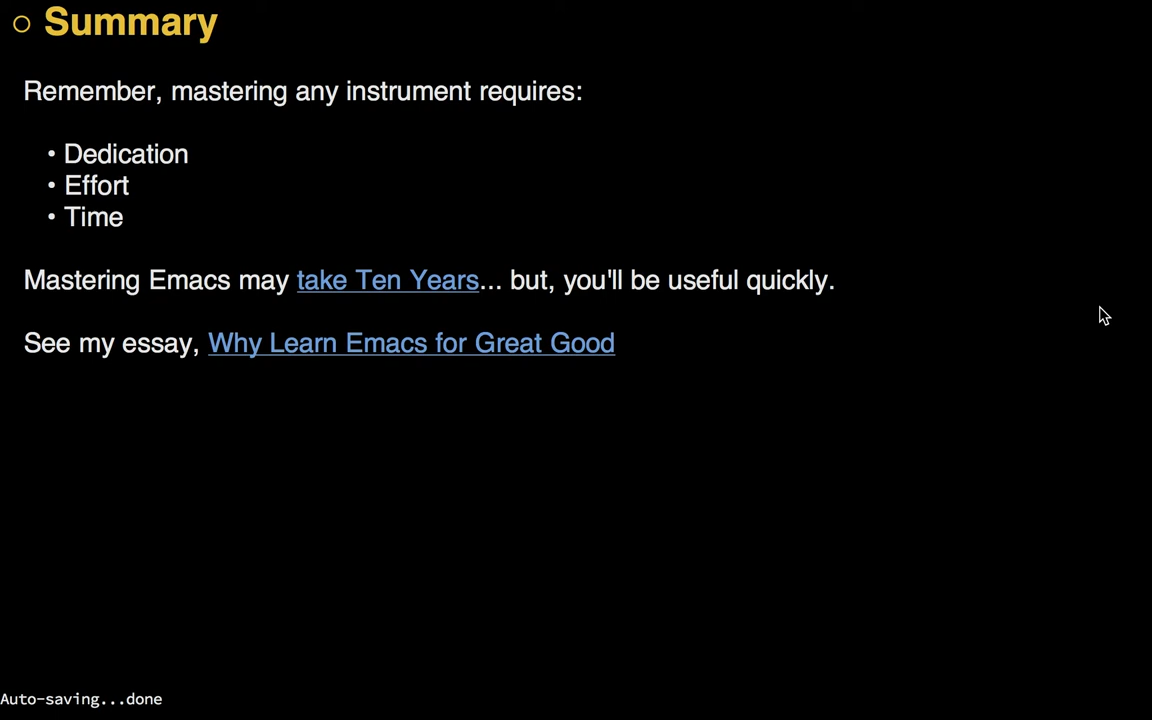 ○ Summary
Remember, mastering any instrument requires:
• Dedication
• Effort
• Time
Mastering Emacs may take Ten Years... but, you'll be useful quickly.
See my essay, Why Learn Emacs for Great Good
Auto-saving...done